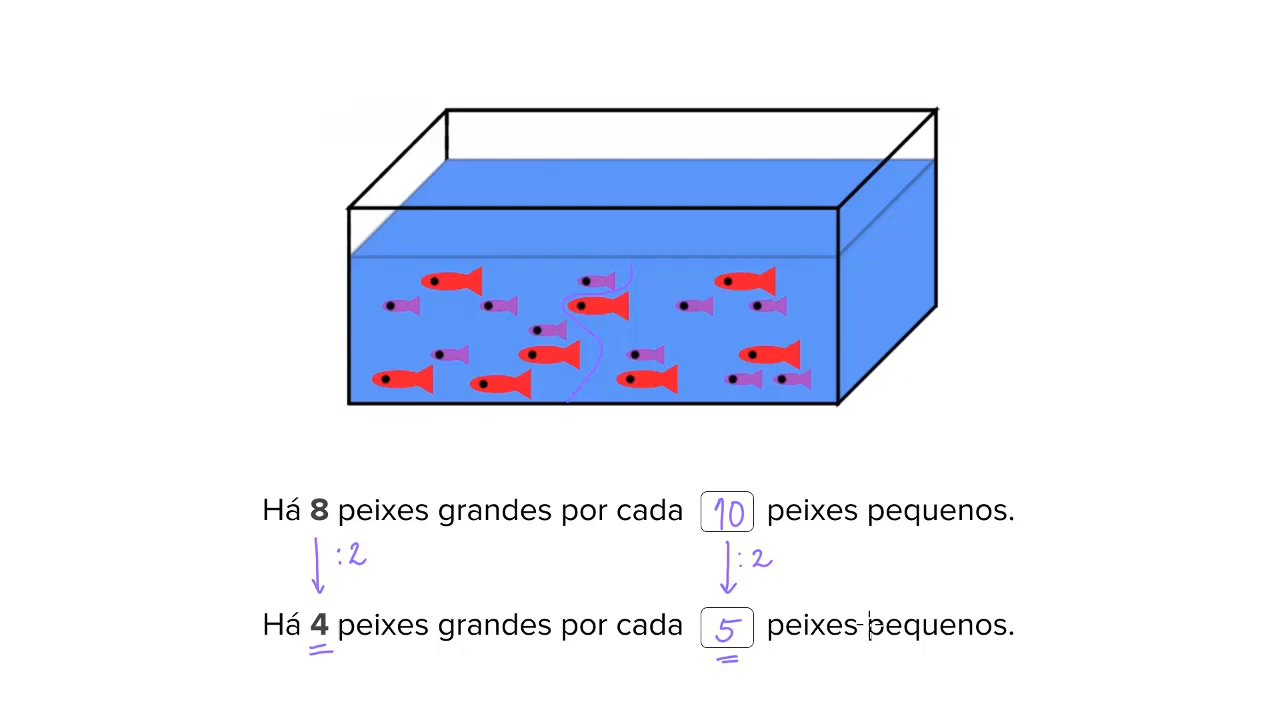 Há 8 peixes grandes por cada 10 peixes pequenos.
:2 :2
Há 4 peixes grandes por cada 5 peixes pequenos.